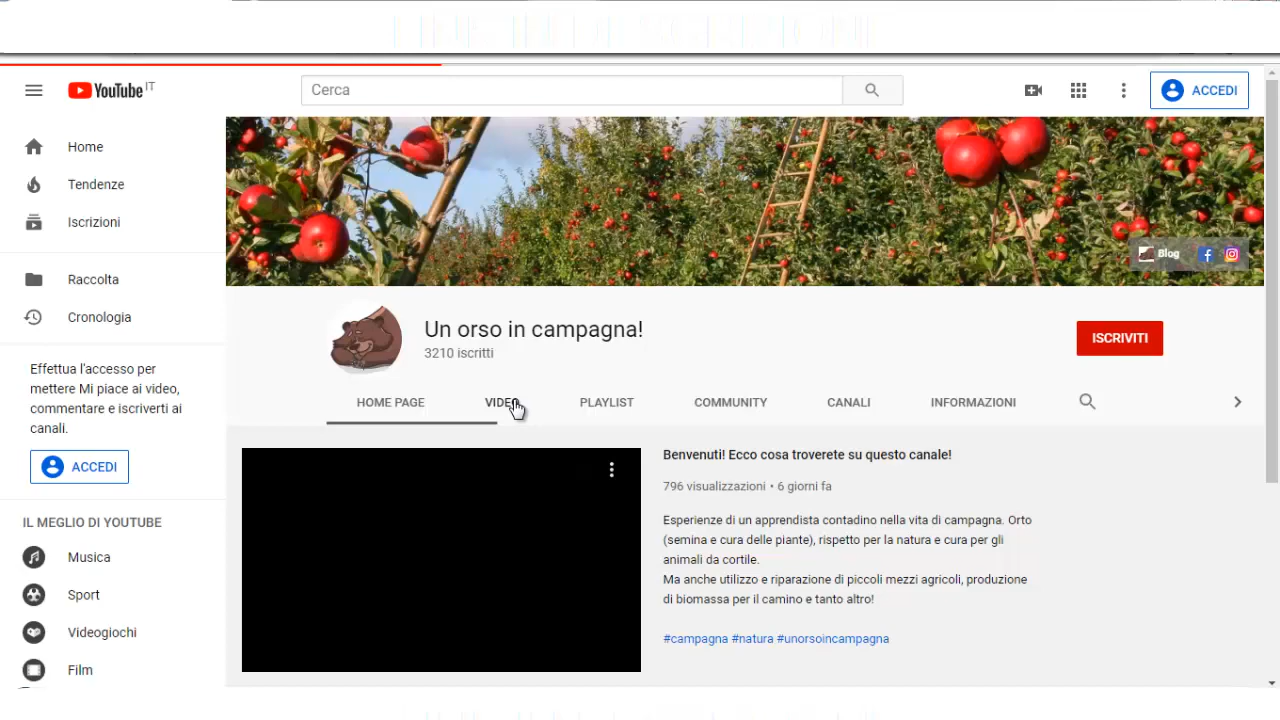 YouTube IT
Cerca
ACCEDI
Home
Tendenze
Iscrizioni
Raccolta
Cronologia
Effettua l'accesso per
mettere Mi piace ai video,
commentare e iscriverti ai
canali.
ACCEDI
IL MEGLIO DI YOUTUBE
Musica
Sport
Videogiochi
Film
Blog
Un orso in campagna!
3210 iscritti
ISCRIVITI
HOME PAGE
VIDEO
PLAYLIST
COMMUNITY
CANALI
INFORMAZIONI
Benvenuti! Ecco cosa troverete su questo canale!
796 visualizzazioni • 6 giorni fa
Esperienze di un apprendista contadino nella vita di campagna. Orto
(semina e cura delle piante), rispetto per la natura e cura per gli
animali da cortile.
Ma anche utilizzo e riparazione di piccoli mezzi agricoli, produzione
di biomassa per il camino e tanto altro!
#campagna #natura #unorsoincampagna